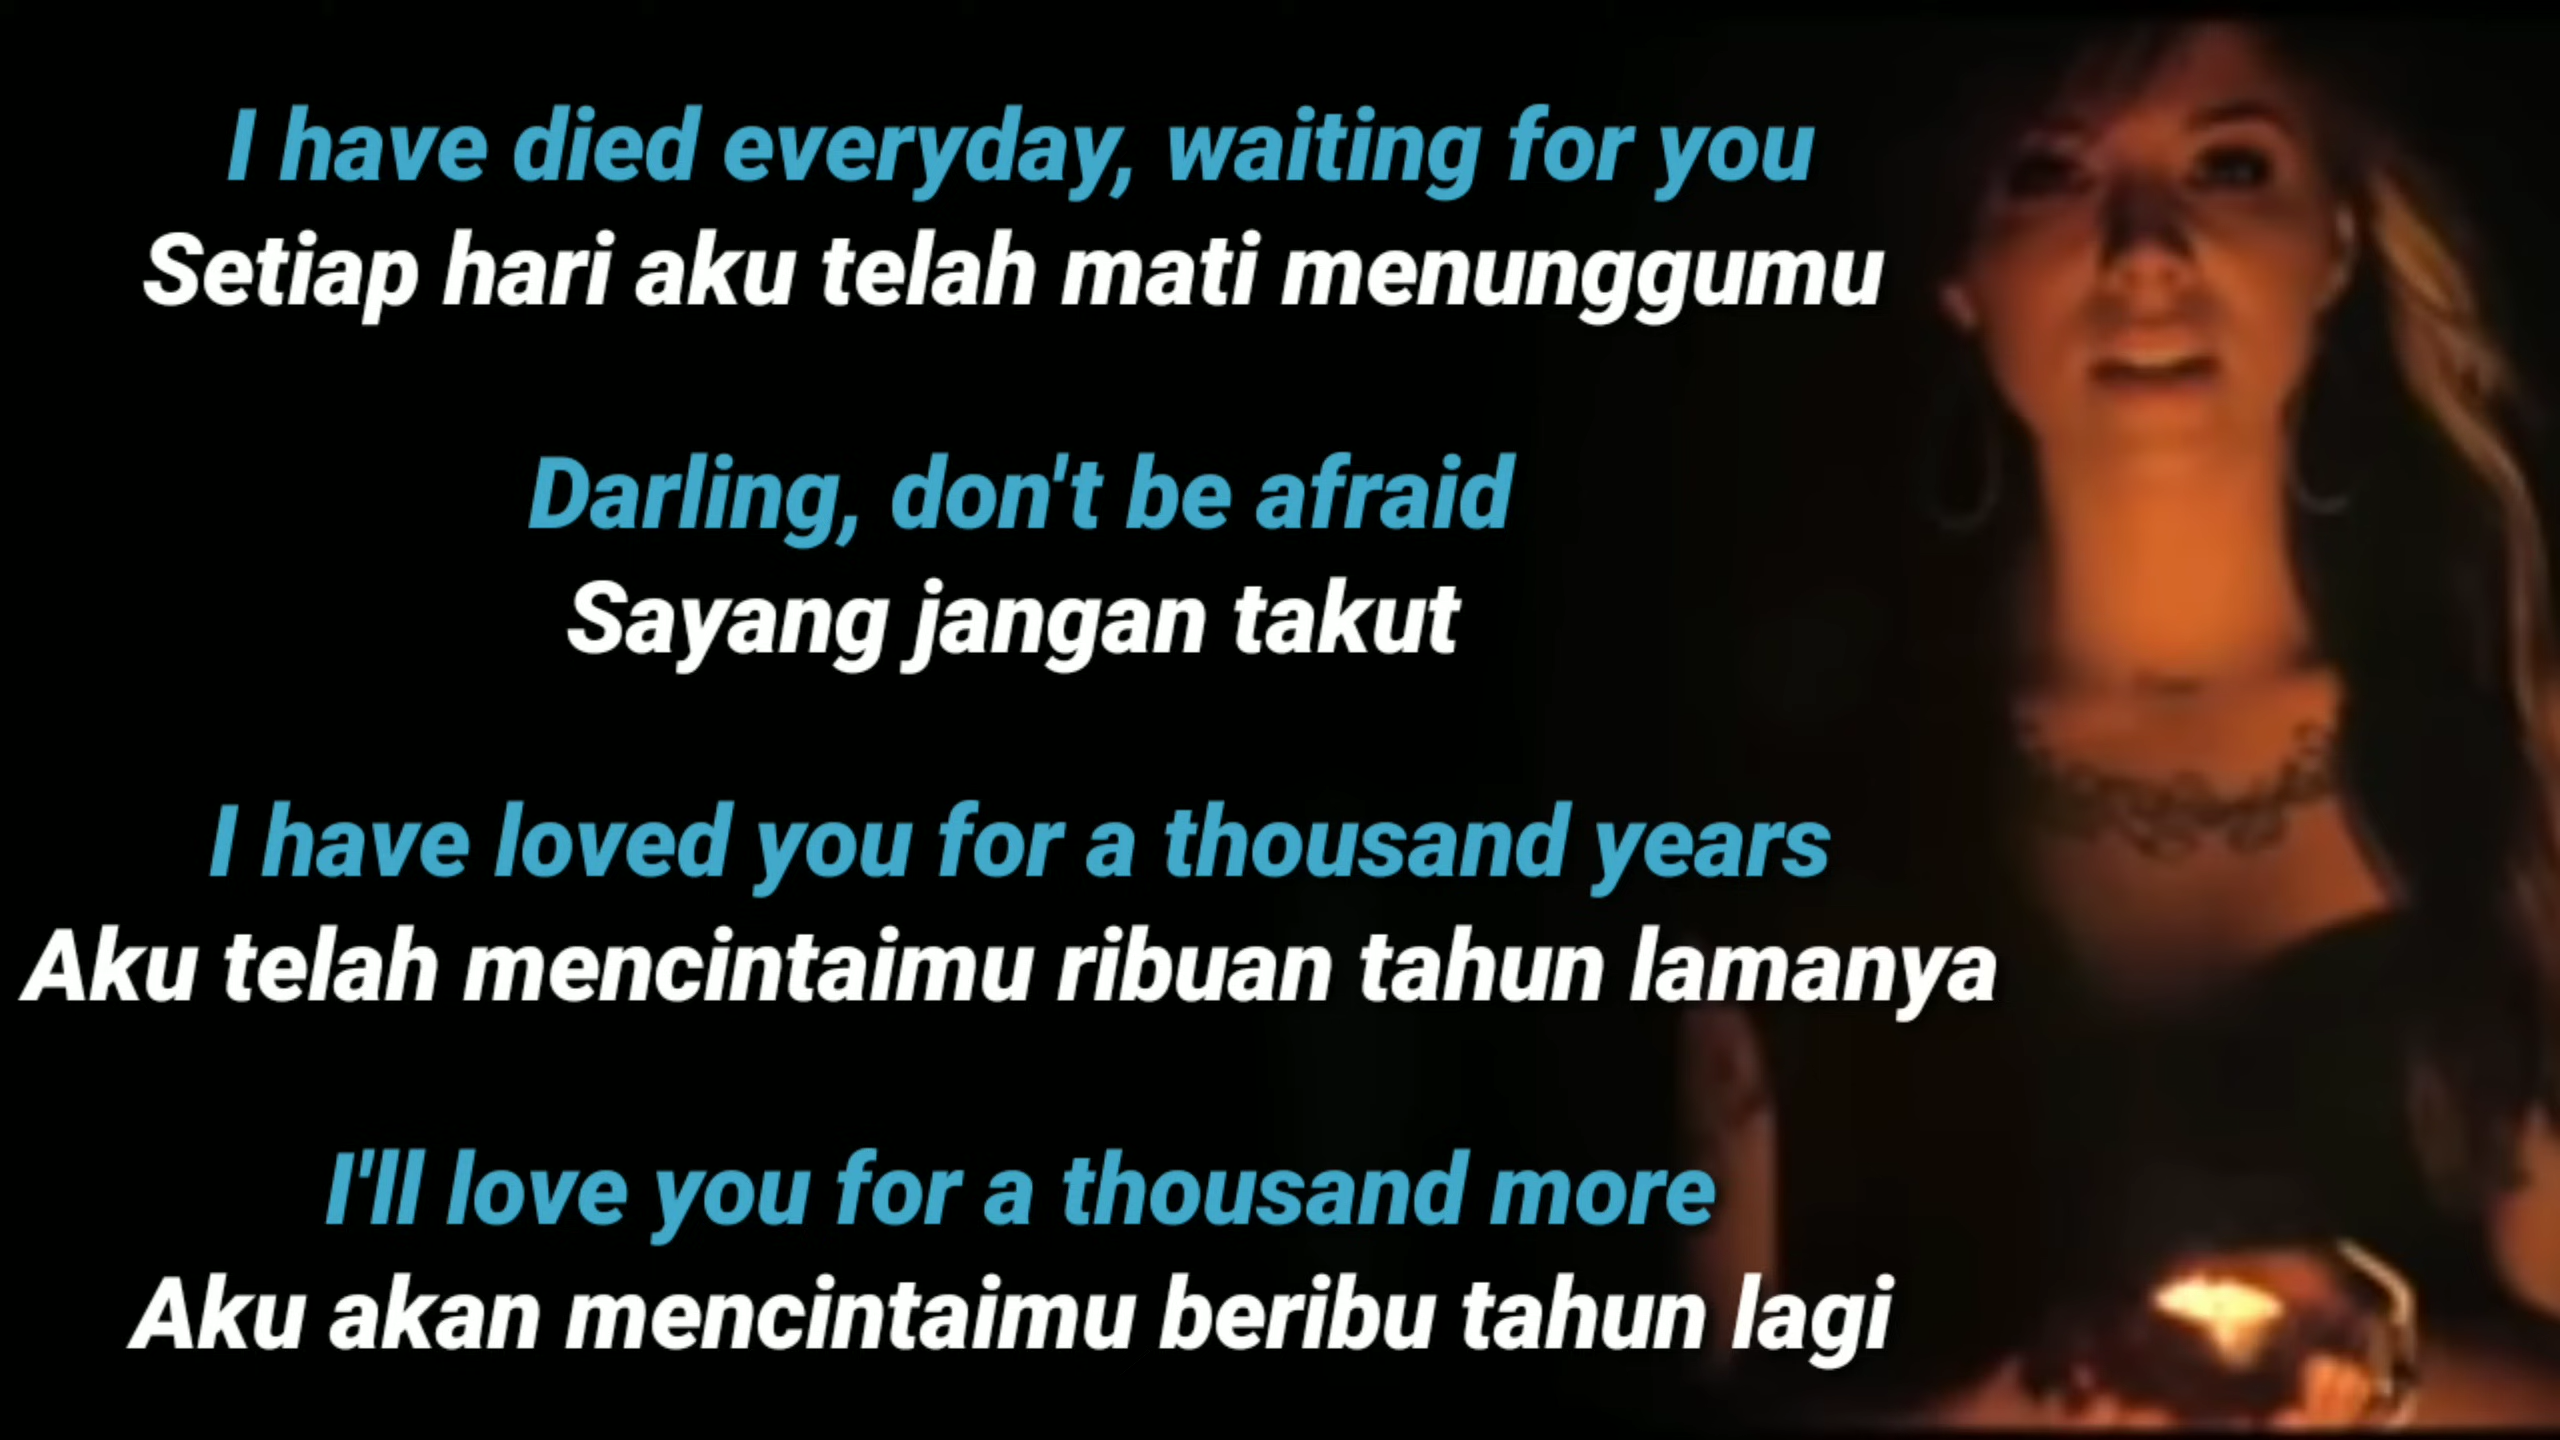 I have died everyday, waiting for you
Setiap hari aku telah mati menunggumu
Darling, don't be afraid
Sayang jangan takut
I have loved you for a thousand years
Aku telah mencintaimu ribuan tahun lamanya
I'll love you for a thousand more
Aku akan mencintaimu beribu tahun lagi